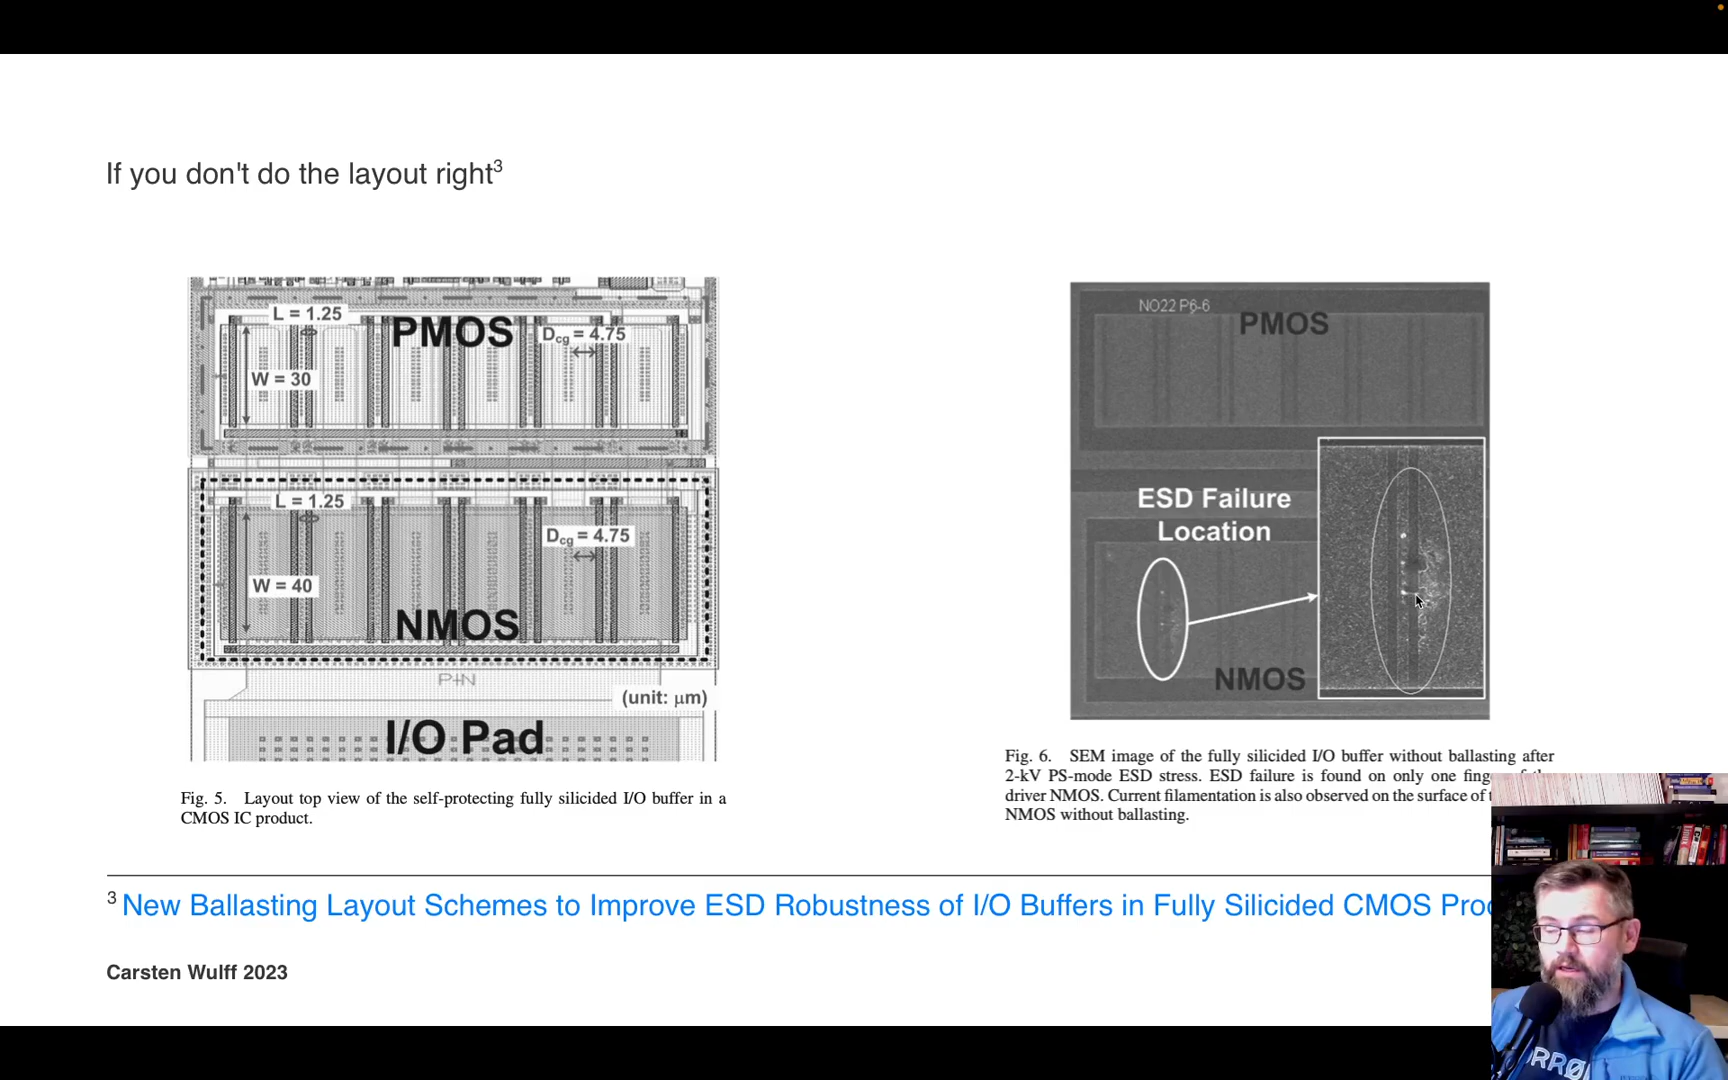 If you don't do the layout right3
L = 1.25
PMOS
Dcg = 4.75
W = 30
L = 1.25
Dcg = 4.75
W = 40
NMOS
P+N
(unit: μm)
I/O Pad
Fig. 5. Layout top view of the self-protecting fully silicided I/O buffer in a
CMOS IC product.
NO22 P6-6
PMOS
ESD Failure
Location
NMOS
Fig. 6. SEM image of the fully silicided I/O buffer without ballasting after
2-kV PS-mode ESD stress. ESD failure is found on only one
driver NMOS. Current filamentation is also observed on the surface of
NMOS without ballasting.
3 New Ballasting Layout Schemes to Improve ESD Robustness of I/O Buffers in Fully Silicided CMOS
Carsten Wulff 2023